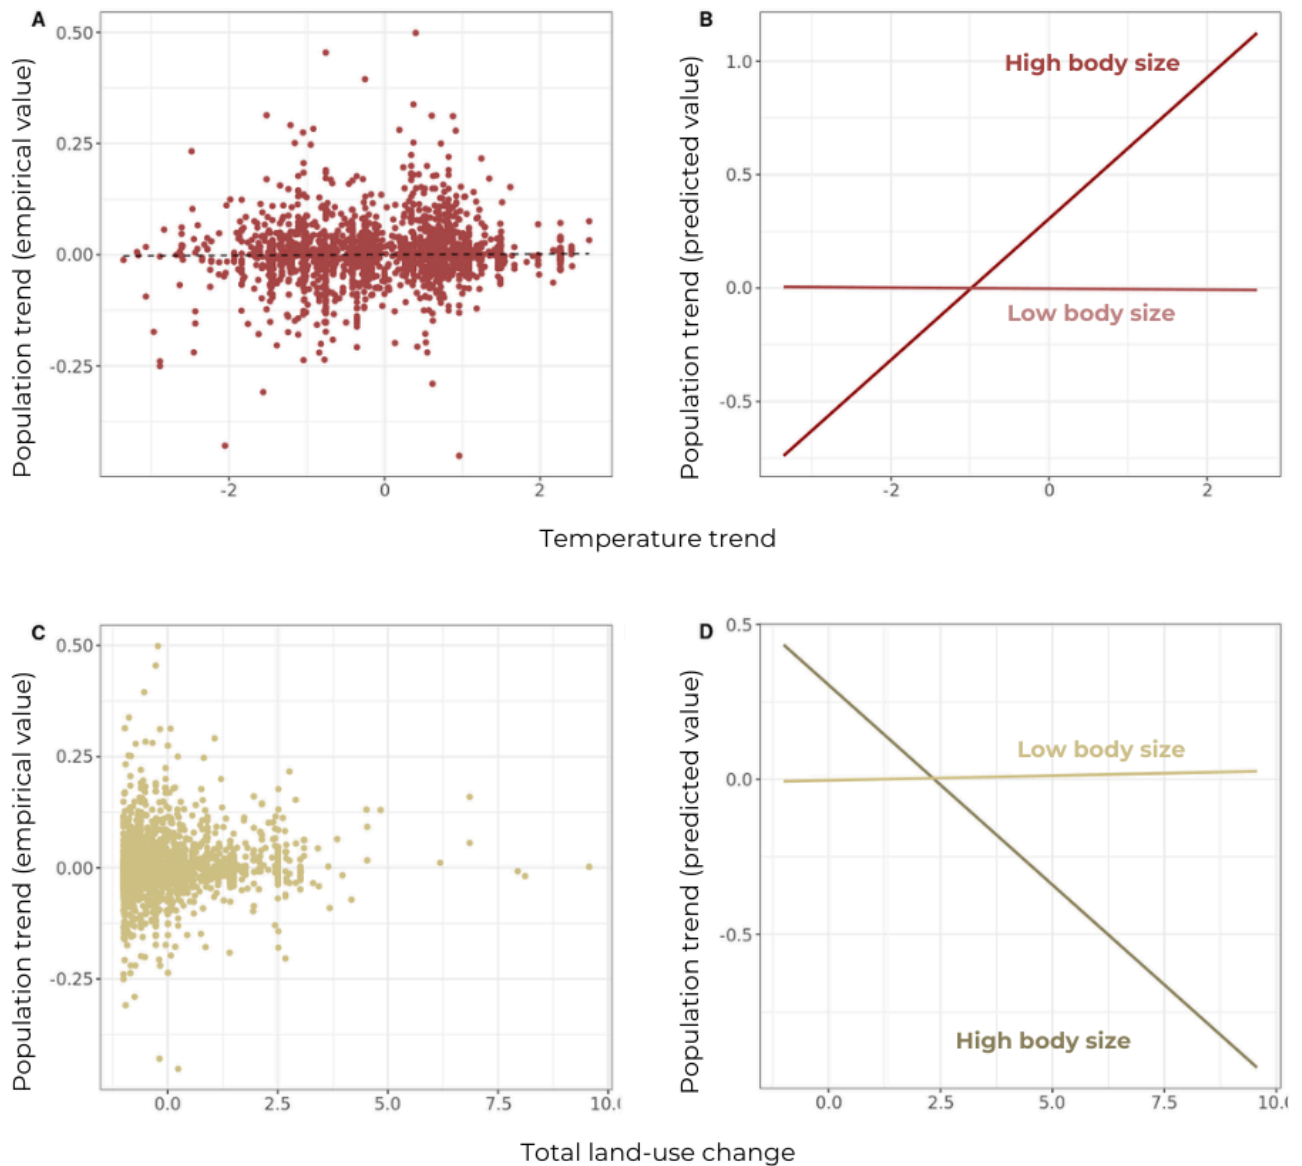 A
Population trend (empirical value)
0.50
0.25
0.00
-0.25
-2
0
2
B
Population trend (predicted value)
1.0
0.5
0.0
-0.5
High body size
Low body size
-2
0
2
Temperature trend
C
Population trend (empirical value)
0.50
0.25
0.00
-0.25
0.0
2.5
5.0
7.5
D
Population trend (predicted value)
0.5
0.0
-0.5
Low body size
High body size
0.0
2.5
5.0
7.5
Total land-use change